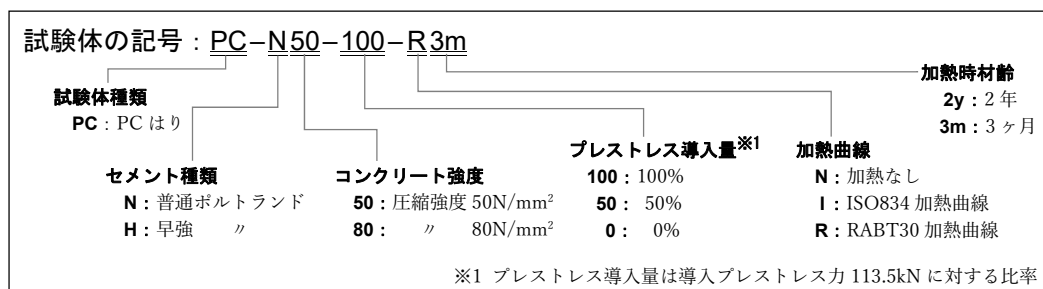 試験体の記号：PC−N50−100−R3m
試験体種類
PC：PCはり
セメント種類
N：普通ポルトランド
H：早強 〃
コンクリート強度
50：圧縮強度 50N/mm²
80： 〃 80N/mm²
プレストレス導入量※1
100：100%
50： 50%
0： 0%
加熱曲線
N：加熱なし
I：ISO834 加熱曲線
R：RABT30 加熱曲線
加熱時材齢
2y：2 年
3m：3 ヶ月
※1 プレストレス導入量は導入プレストレス力 113.5kN に対する比率